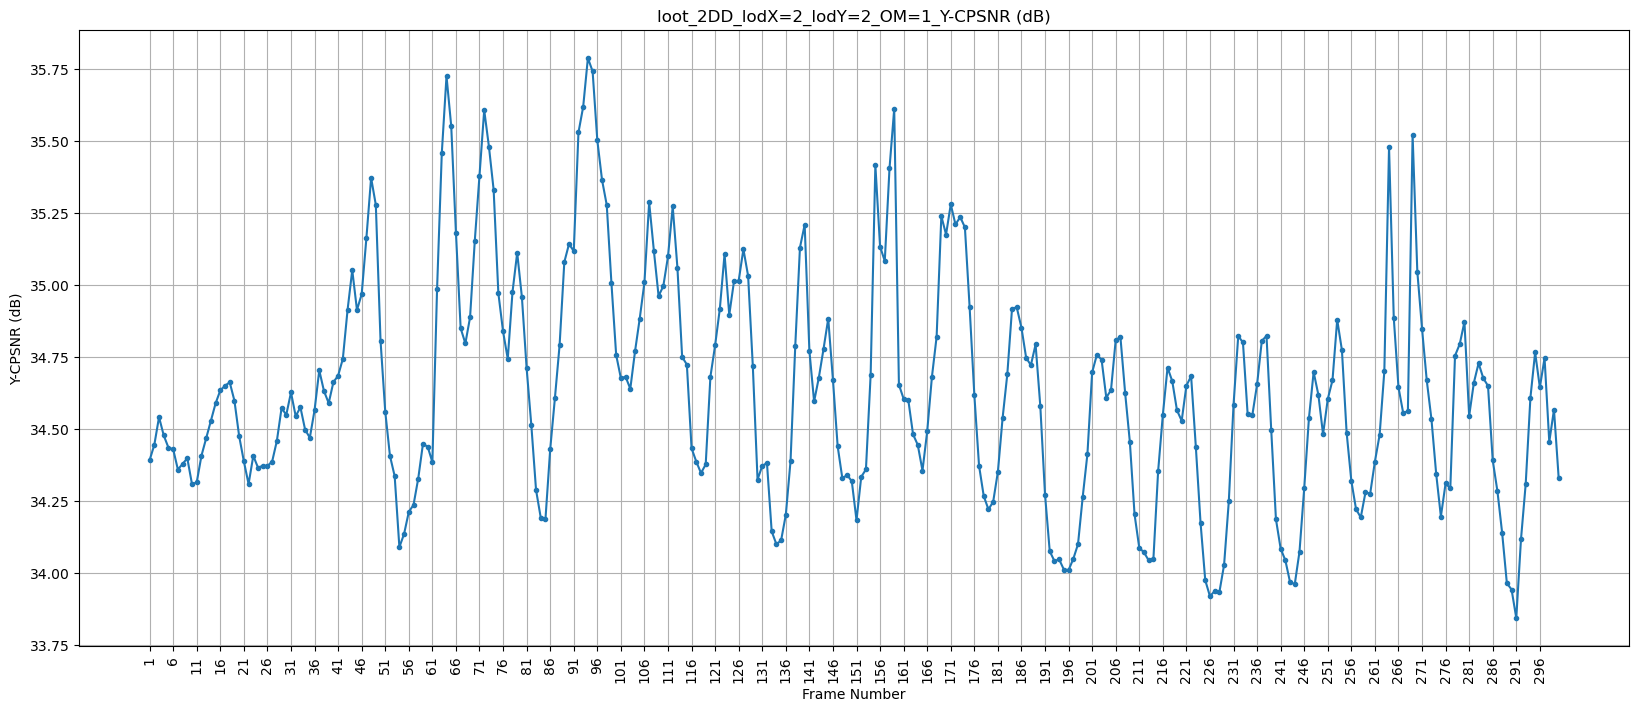 loot_2DD_lodX=2_lodY=2_OM=1_Y-CPSNR (dB)
Y-CPSNR (dB)
35.75
35.50
35.25
35.00
34.75
34.50
34.25
34.00
33.75
1 6 11 16 21 26 31 36 41 46 51 56 61 66 71 76 81 86 91 96 101 106 111 116 121 126 131 136 141 146 151 156 161 166 171 176 181 186 191 196 201 206 211 216 221 226 231 236 241 246 251 256 261 266 271 276 281 286 291 296
Frame Number